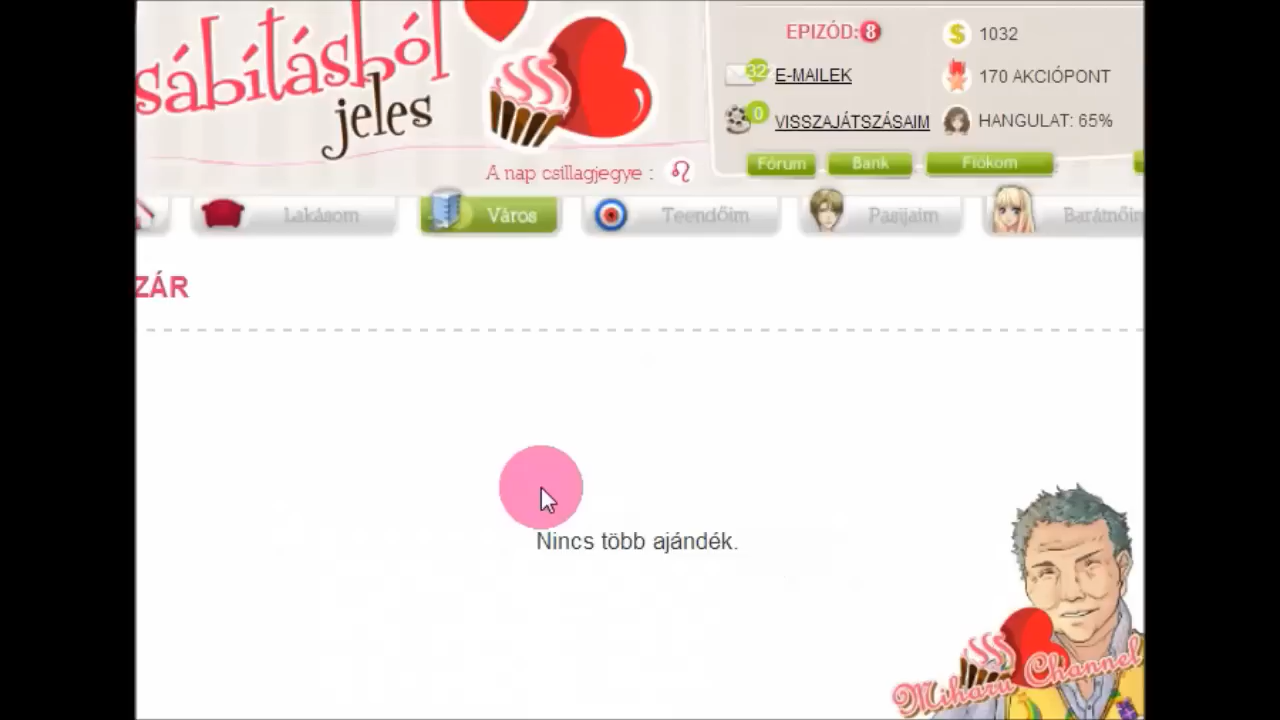 sábításból
jeles
A nap csillagjegye :
EPIZÓD: 8
1032
32
E-MAILEK
170 AKCIÓPONT
0
VISSZAJÁTSZÁSAIM
HANGULAT: 65%
Fórum
Bank
Fiókom
Lakásom
Város
Teendőim
Pasijaim
Barátnőim
ZÁR
Nincs több ajándék.
Miharu Channel